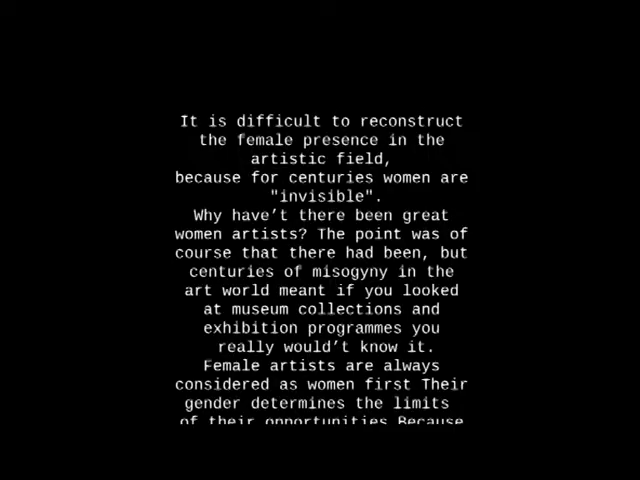 It is difficult to reconstruct
the female presence in the
artistic field,
because for centuries women are
"invisible".
Why have’t there been great
women artists? The point was of
course that there had been, but
centuries of misogyny in the
art world meant if you looked
at museum collections and
exhibition programmes you
really would’t know it.
Female artists are always
considered as women first Their
gender determines the limits
of their opportunities Because